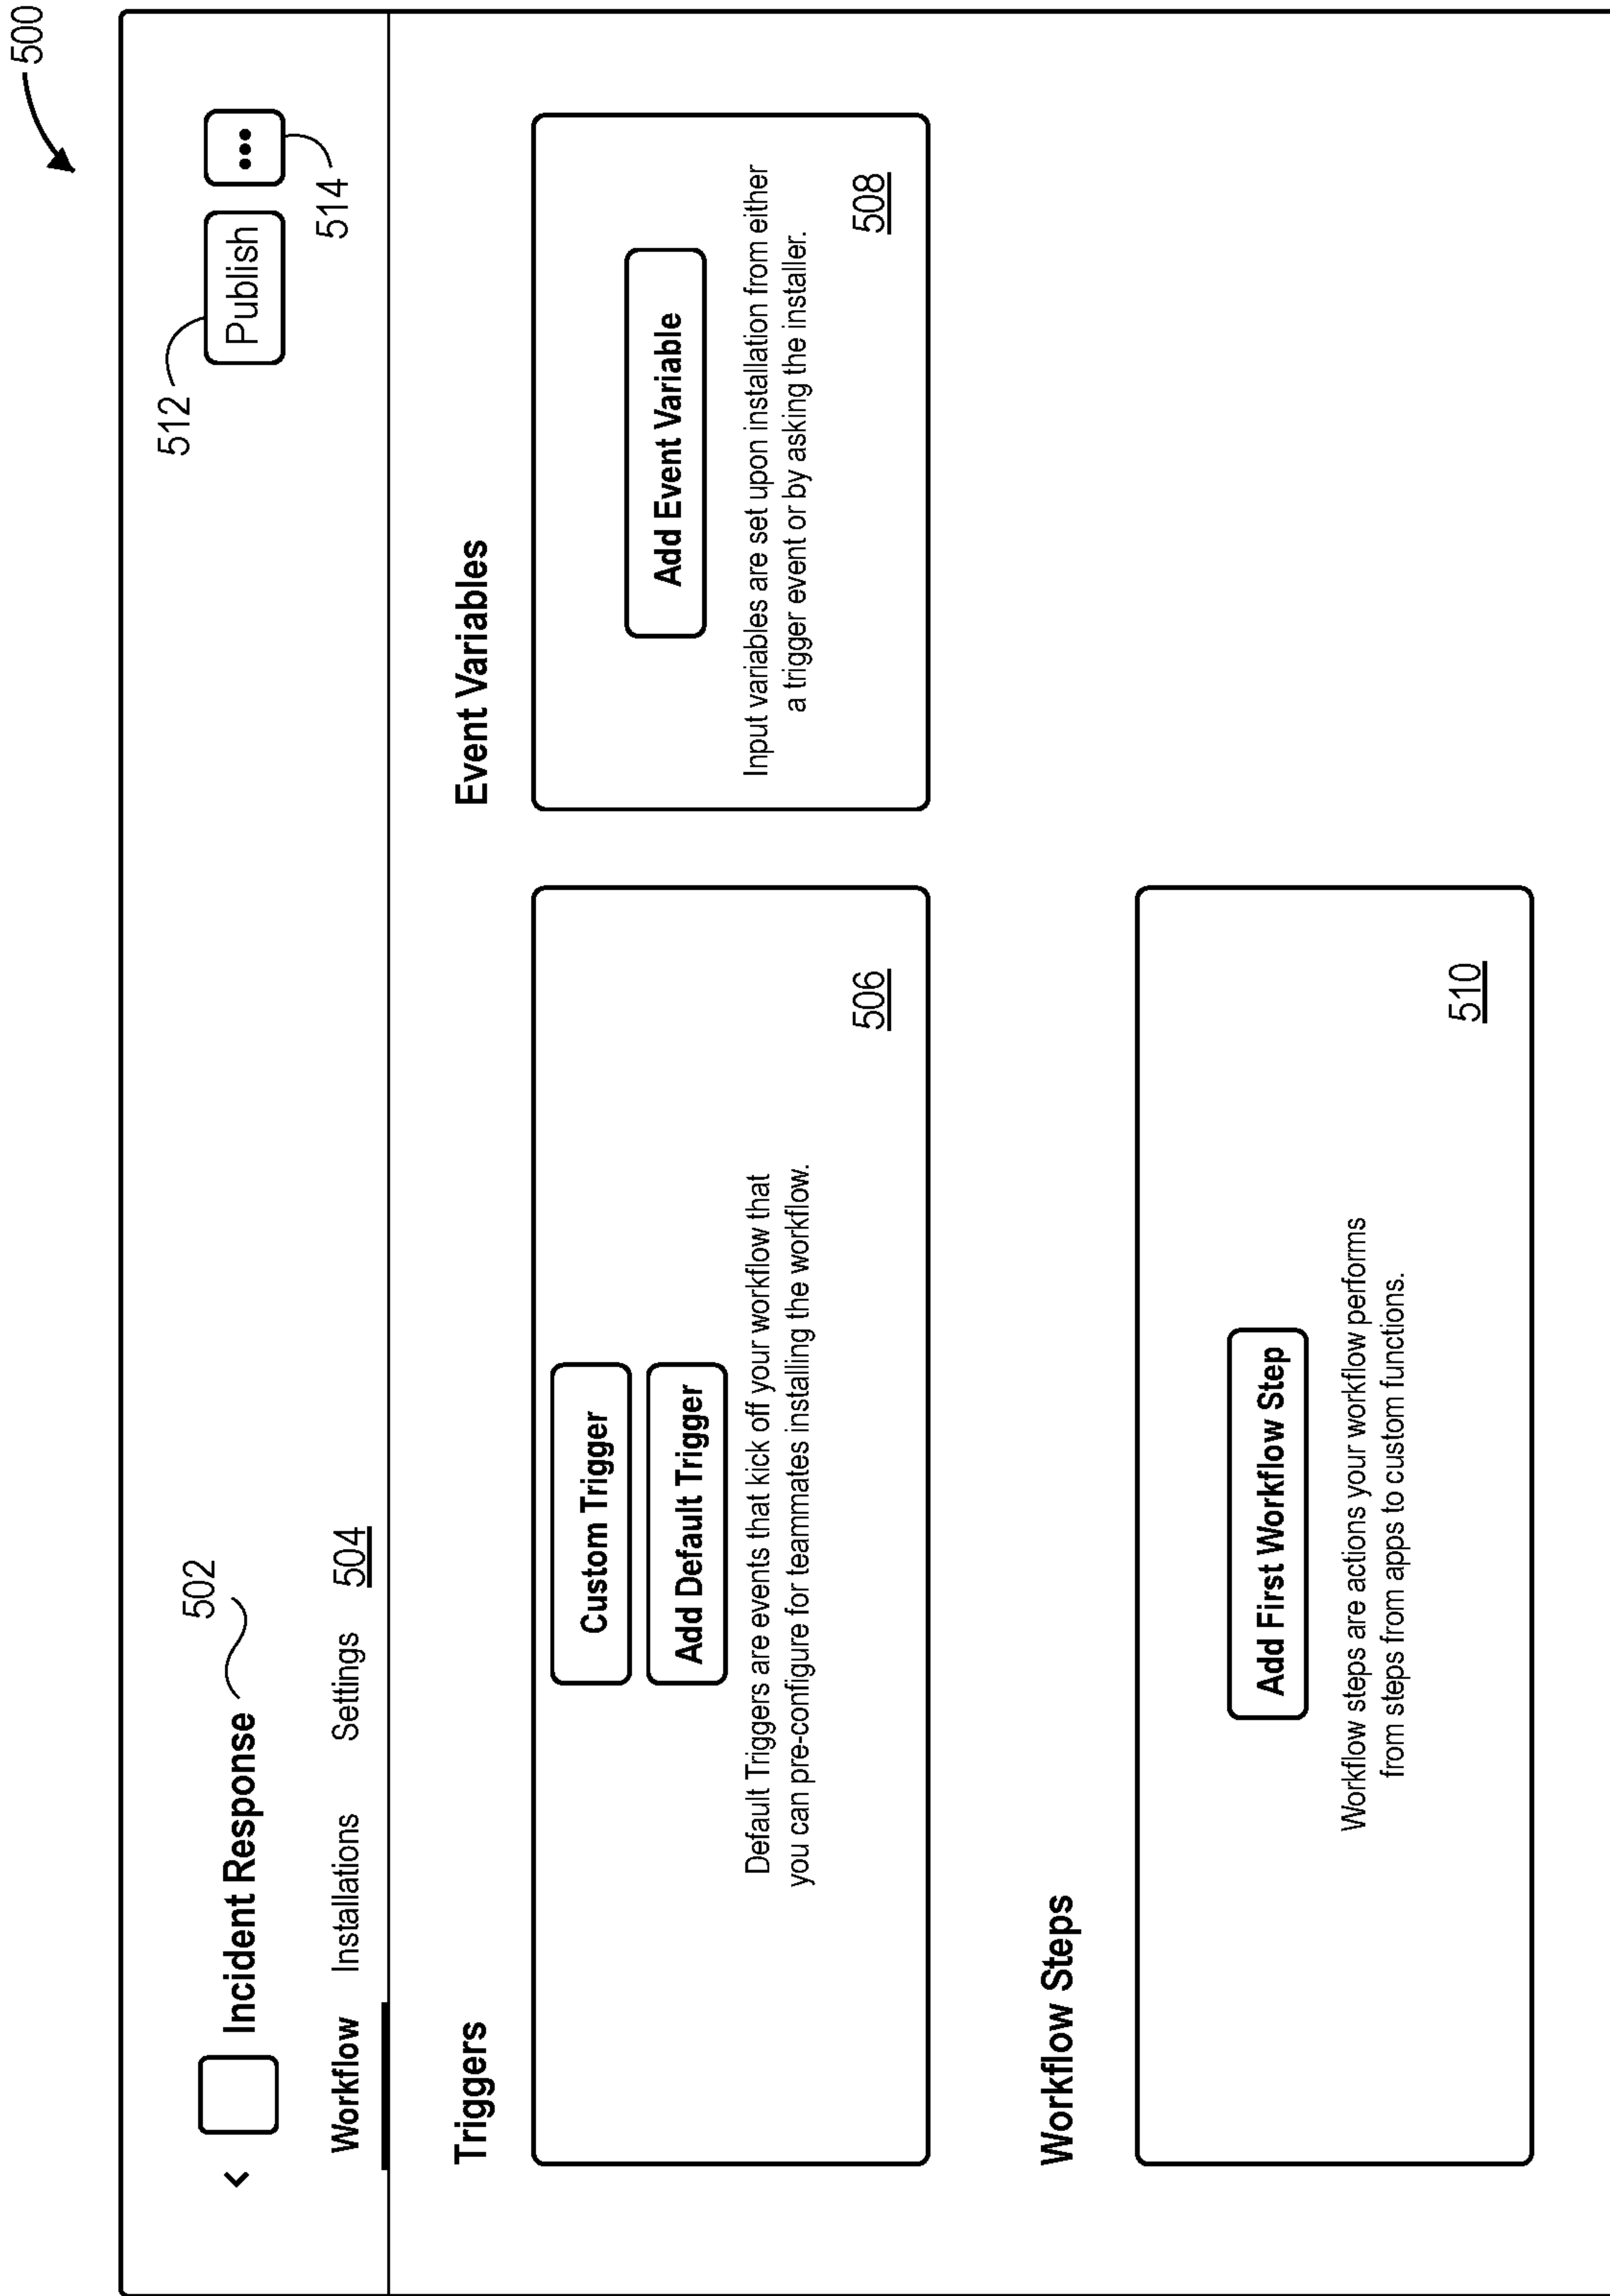 500
512
502
Incident Response
Publish
•••
514
Workflow Installations Settings 504
Triggers
Custom Trigger
Add Default Trigger
Default Triggers are events that kick off your workflow that
you can pre-configure for teammates installing the workflow.
506
Event Variables
Add Event Variable
Input variables are set upon installation from either
a trigger event or by asking the installer.
508
Workflow Steps
Add First Workflow Step
Workflow steps are actions your workflow performs
from steps from apps to custom functions.
510